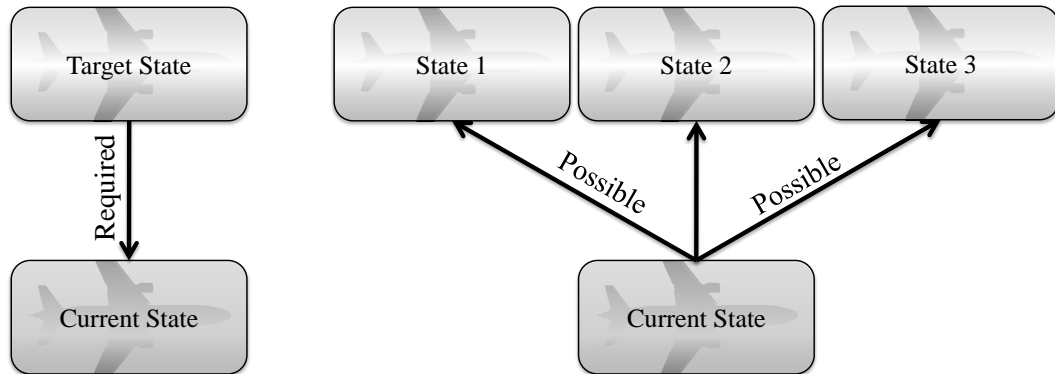 Target State
Required
Current State
State 1
State 2
State 3
Possible
Possible
Current State